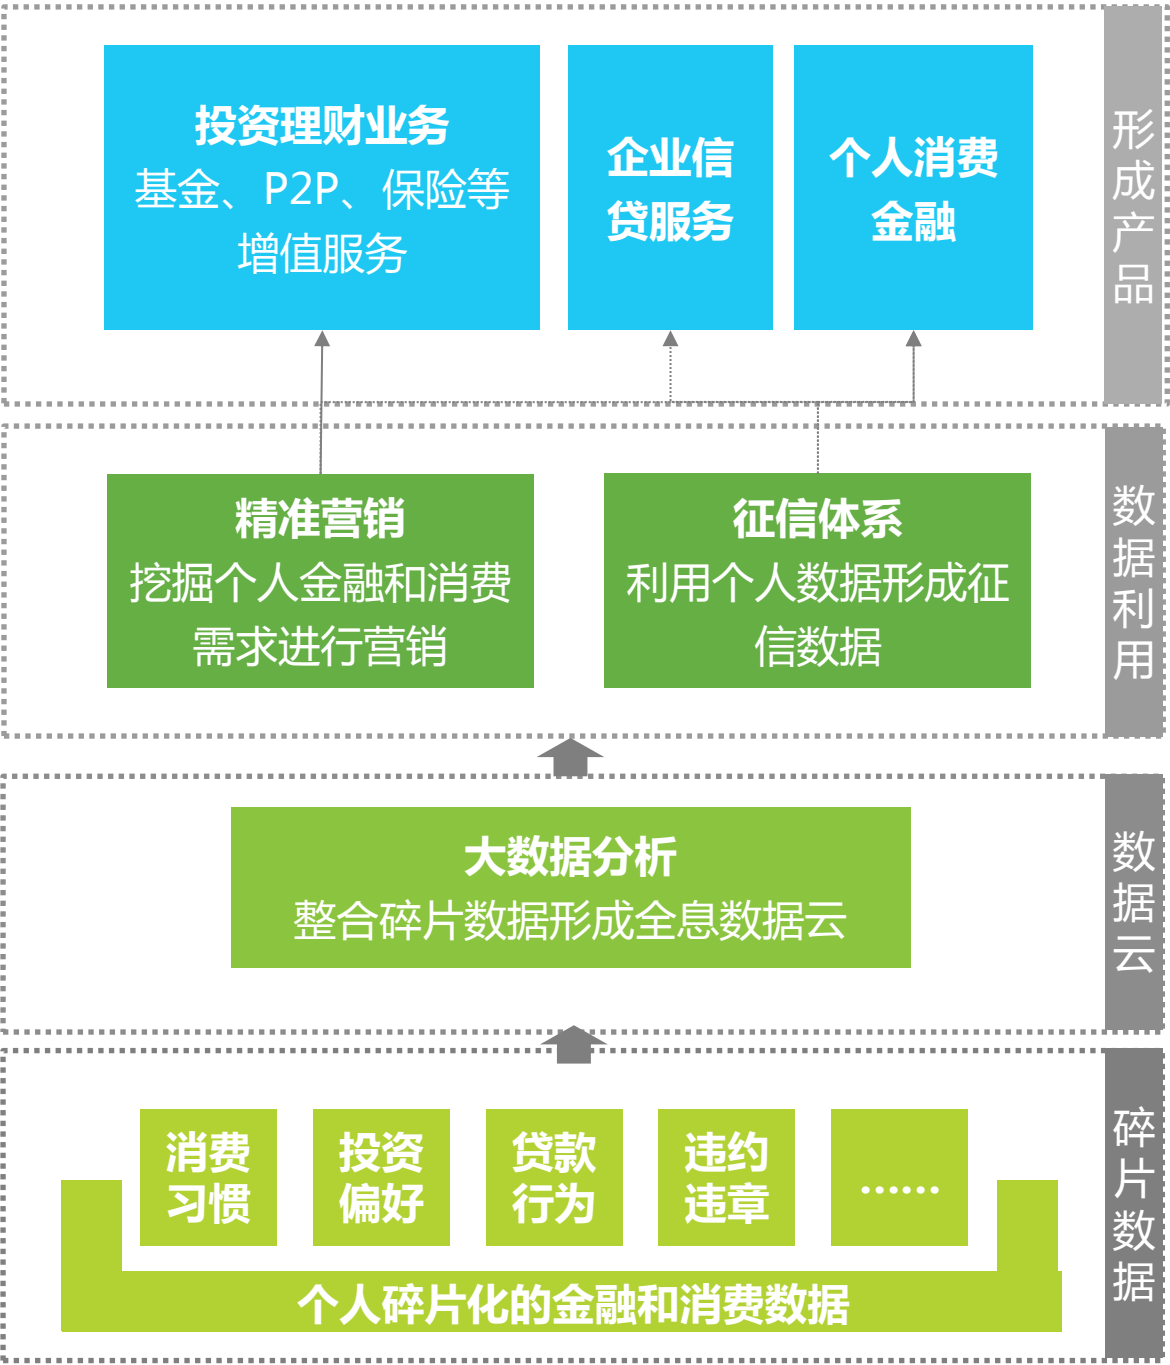 投资理财业务
基金、P2P、保险等
增值服务
企业信
贷服务
个人消费
金融
形成产品
精准营销
挖掘个人金融和消费
需求进行营销
征信体系
利用个人数据形成征
信数据
数据利用
大数据分析
整合碎片数据形成全息数据云
数据云
消费
习惯
投资
偏好
贷款
行为
违约
违章
……
个人碎片化的金融和消费数据
碎片数据